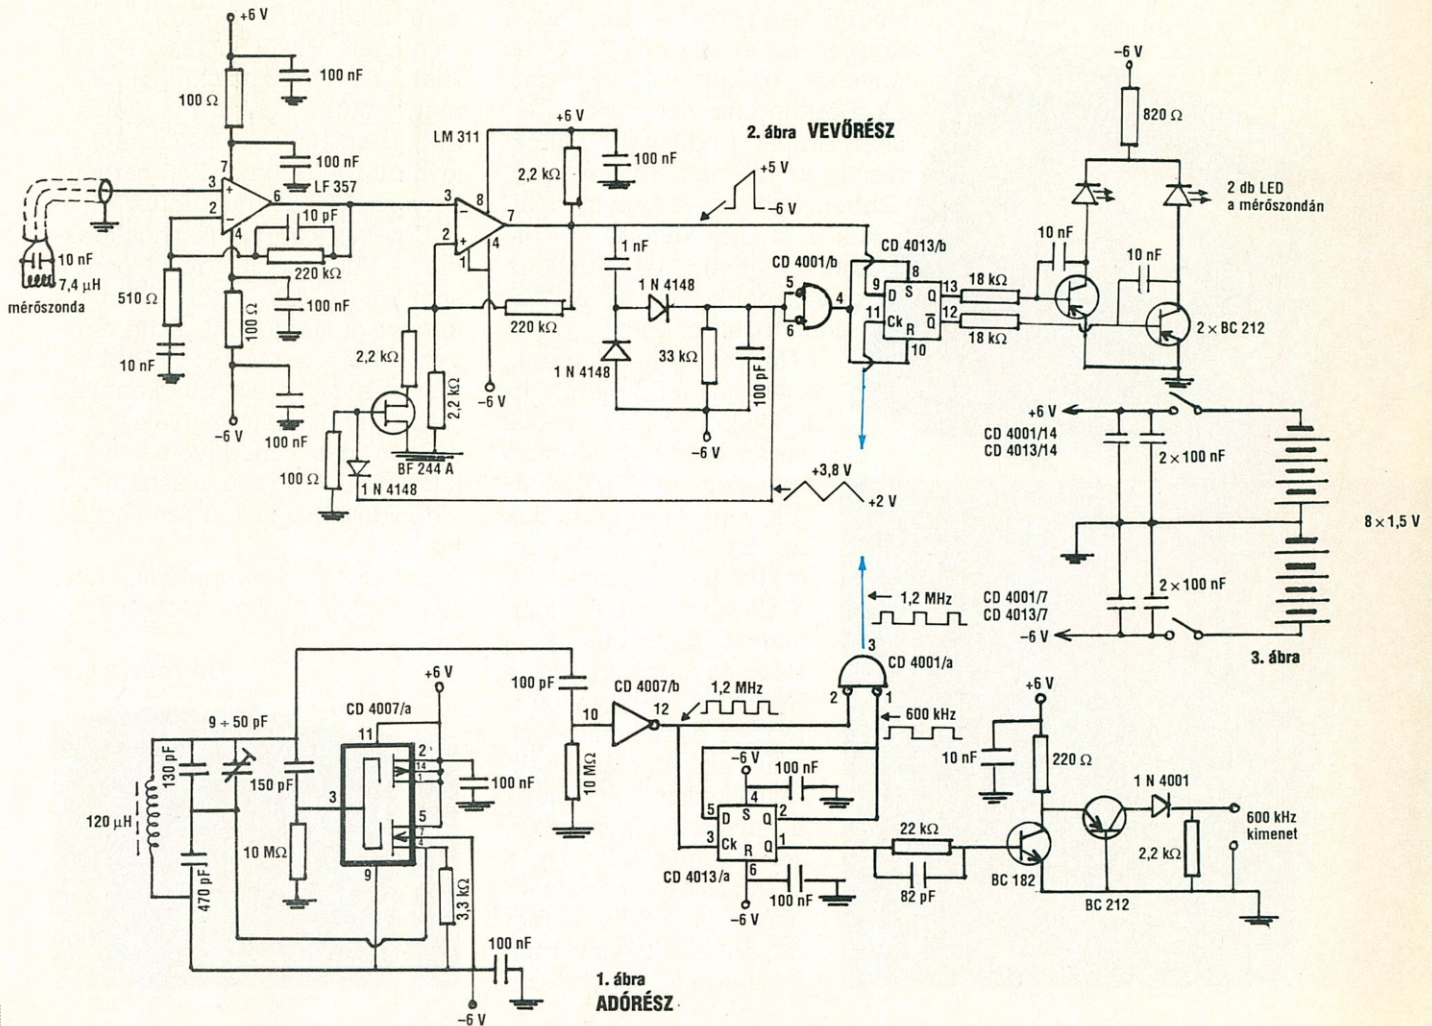 +6 V
100 nF
100 Ω
100 nF
7
3
+
LF 357
6
2
−
4
10 pF
220 kΩ
10 nF
7,4 μH
mérőszonda
510 Ω
10 nF
100 Ω
100 nF
−6 V
100 nF
LM 311
+6 V
2,2 kΩ
100 nF
3
−
8
7
2
+
1
4
220 kΩ
2,2 kΩ
2,2 kΩ
−6 V
BF 244 A
100 Ω
1 N 4148
2. ábra VEVŐRÉSZ
+5 V
−6 V
1 nF
1 N 4148
1 N 4148
33 kΩ
100 pF
−6 V
CD 4001/b
5
6
4
CD 4013/b
8
9
D
S
Q
13
11
Ck
R
Q̅
12
10
18 kΩ
18 kΩ
10 nF
10 nF
−6 V
820 Ω
2 db LED
a mérőszondán
2 × BC 212
+3,8 V
+2 V
+6 V
CD 4001/14
CD 4013/14
2 × 100 nF
8 × 1,5 V
2 × 100 nF
CD 4001/7
CD 4013/7
−6 V
3. ábra
1,2 MHz
3
CD 4001/a
2
1
600 kHz
+6 V
CD 4007/a
9 ÷ 50 pF
130 pF
150 pF
120 μH
470 pF
10 MΩ
11
2
14
1
3
5
7
4
9
100 nF
3,3 kΩ
100 nF
−6 V
100 pF
10
CD 4007/b
12
10 MΩ
1,2 MHz
−6 V
100 nF
4
5
D
S
Q
2
3
Ck
R
Q
1
6
CD 4013/a
−6 V
100 nF
22 kΩ
82 pF
+6 V
10 nF
220 Ω
BC 182
BC 212
1 N 4001
2,2 kΩ
600 kHz
kimenet
1. ábra
ADÓRÉSZ